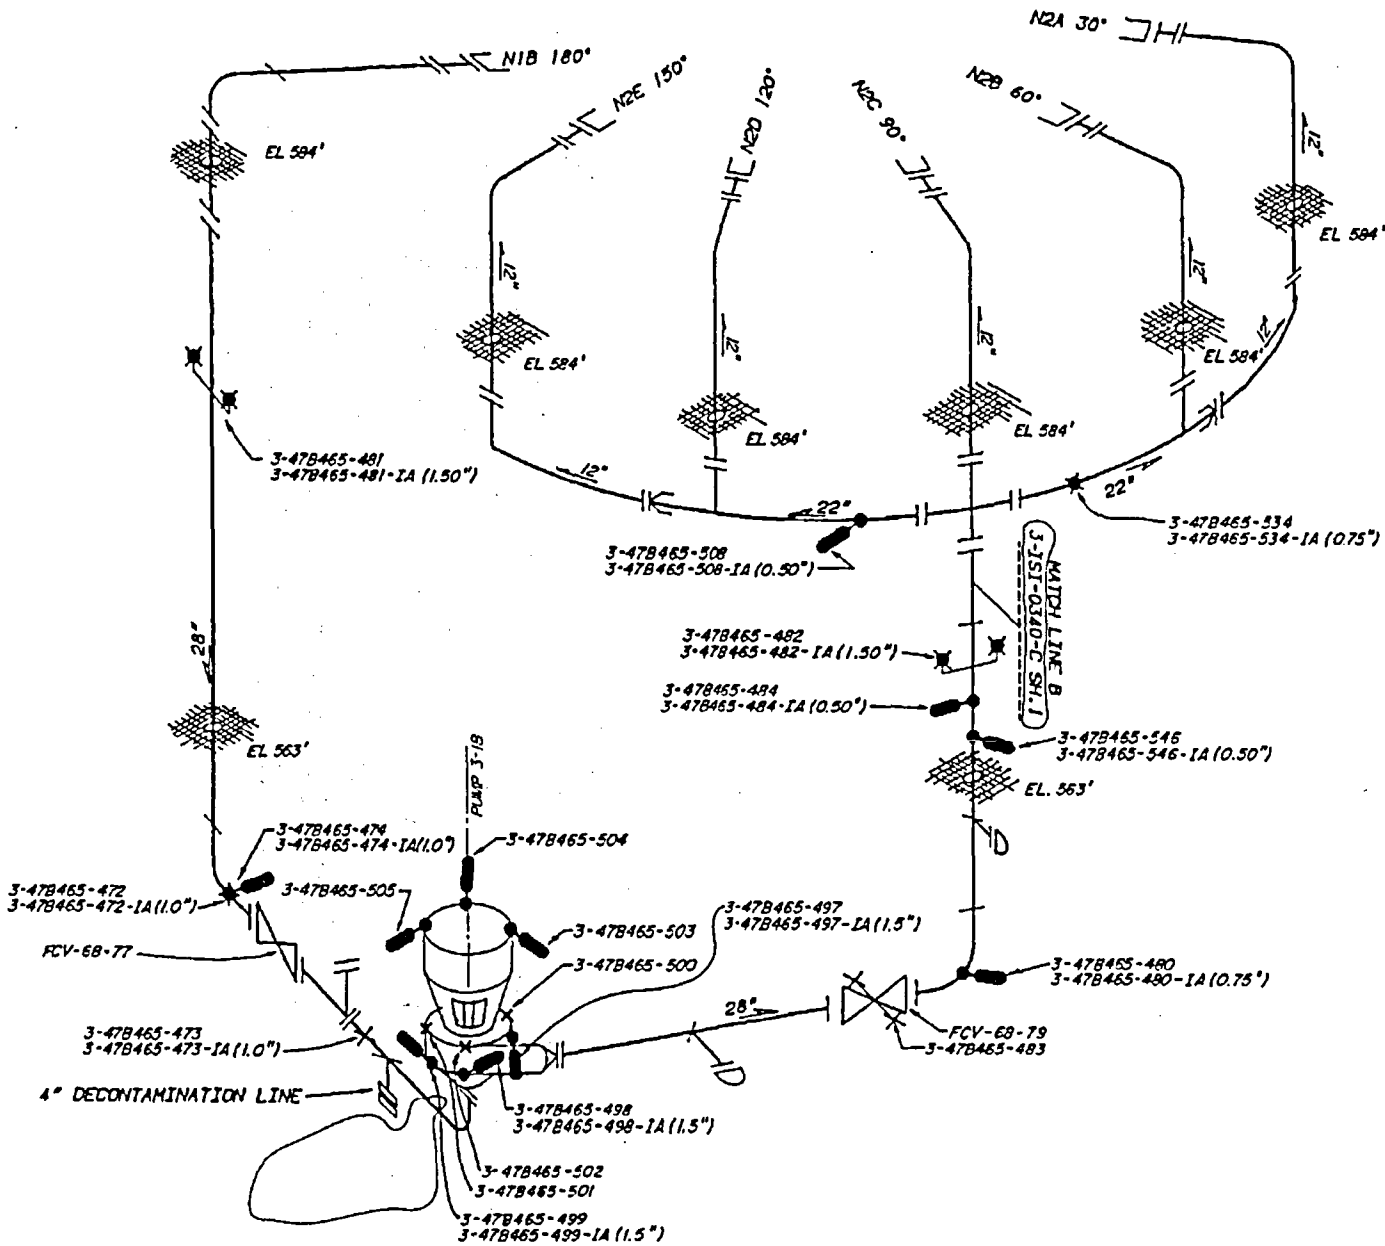 N2A 30°
N1B 180°
N2E 150°
N2D 120°
N2C 90°
N2B 60°
12"
EL 584'
EL 584'
12"
12"
EL 584'
12"
12"
EL 584'
12"
EL 584'
EL 584'
3-47B465-481
3-47B465-481-IA (1.50")
12"
22"
22"
3-47B465-534
3-47B465-534-IA (0.75")
3-47B465-508
3-47B465-508-IA (0.50")
MATCH LINE B
3-ISI-0340-C SH.1
28"
3-47B465-482
3-47B465-482-IA (1.50")
3-47B465-484
3-47B465-484-IA (0.50")
3-47B465-546
3-47B465-546-IA (0.50")
EL 563'
EL. 563'
PUMP 3-1B
3-47B465-474
3-47B465-474-IA(1.0")
3-47B465-504
3-47B465-472
3-47B465-472-IA(1.0")
3-47B465-505
3-47B465-497
3-47B465-497-IA(1.5")
FCV-68-77
3-47B465-503
3-47B465-500
3-47B465-480
3-47B465-480-IA (0.75")
28"
3-47B465-473
3-47B465-473-IA(1.0")
FCV-68-79
3-47B465-483
4" DECONTAMINATION LINE
3-47B465-498
3-47B465-498-IA(1.5")
3-47B465-502
3-47B465-501
3-47B465-499
3-47B465-499-IA (1.5")